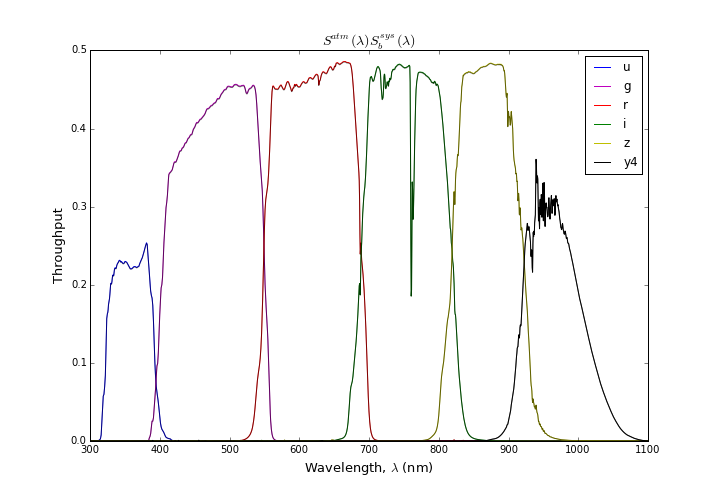 S^{atm}(λ)S_b^{sys}(λ)
0.5
0.4
0.3
0.2
0.1
0.0
Throughput
u
g
r
i
z
y4
300 400 500 600 700 800 900 1000 1100
Wavelength, λ (nm)